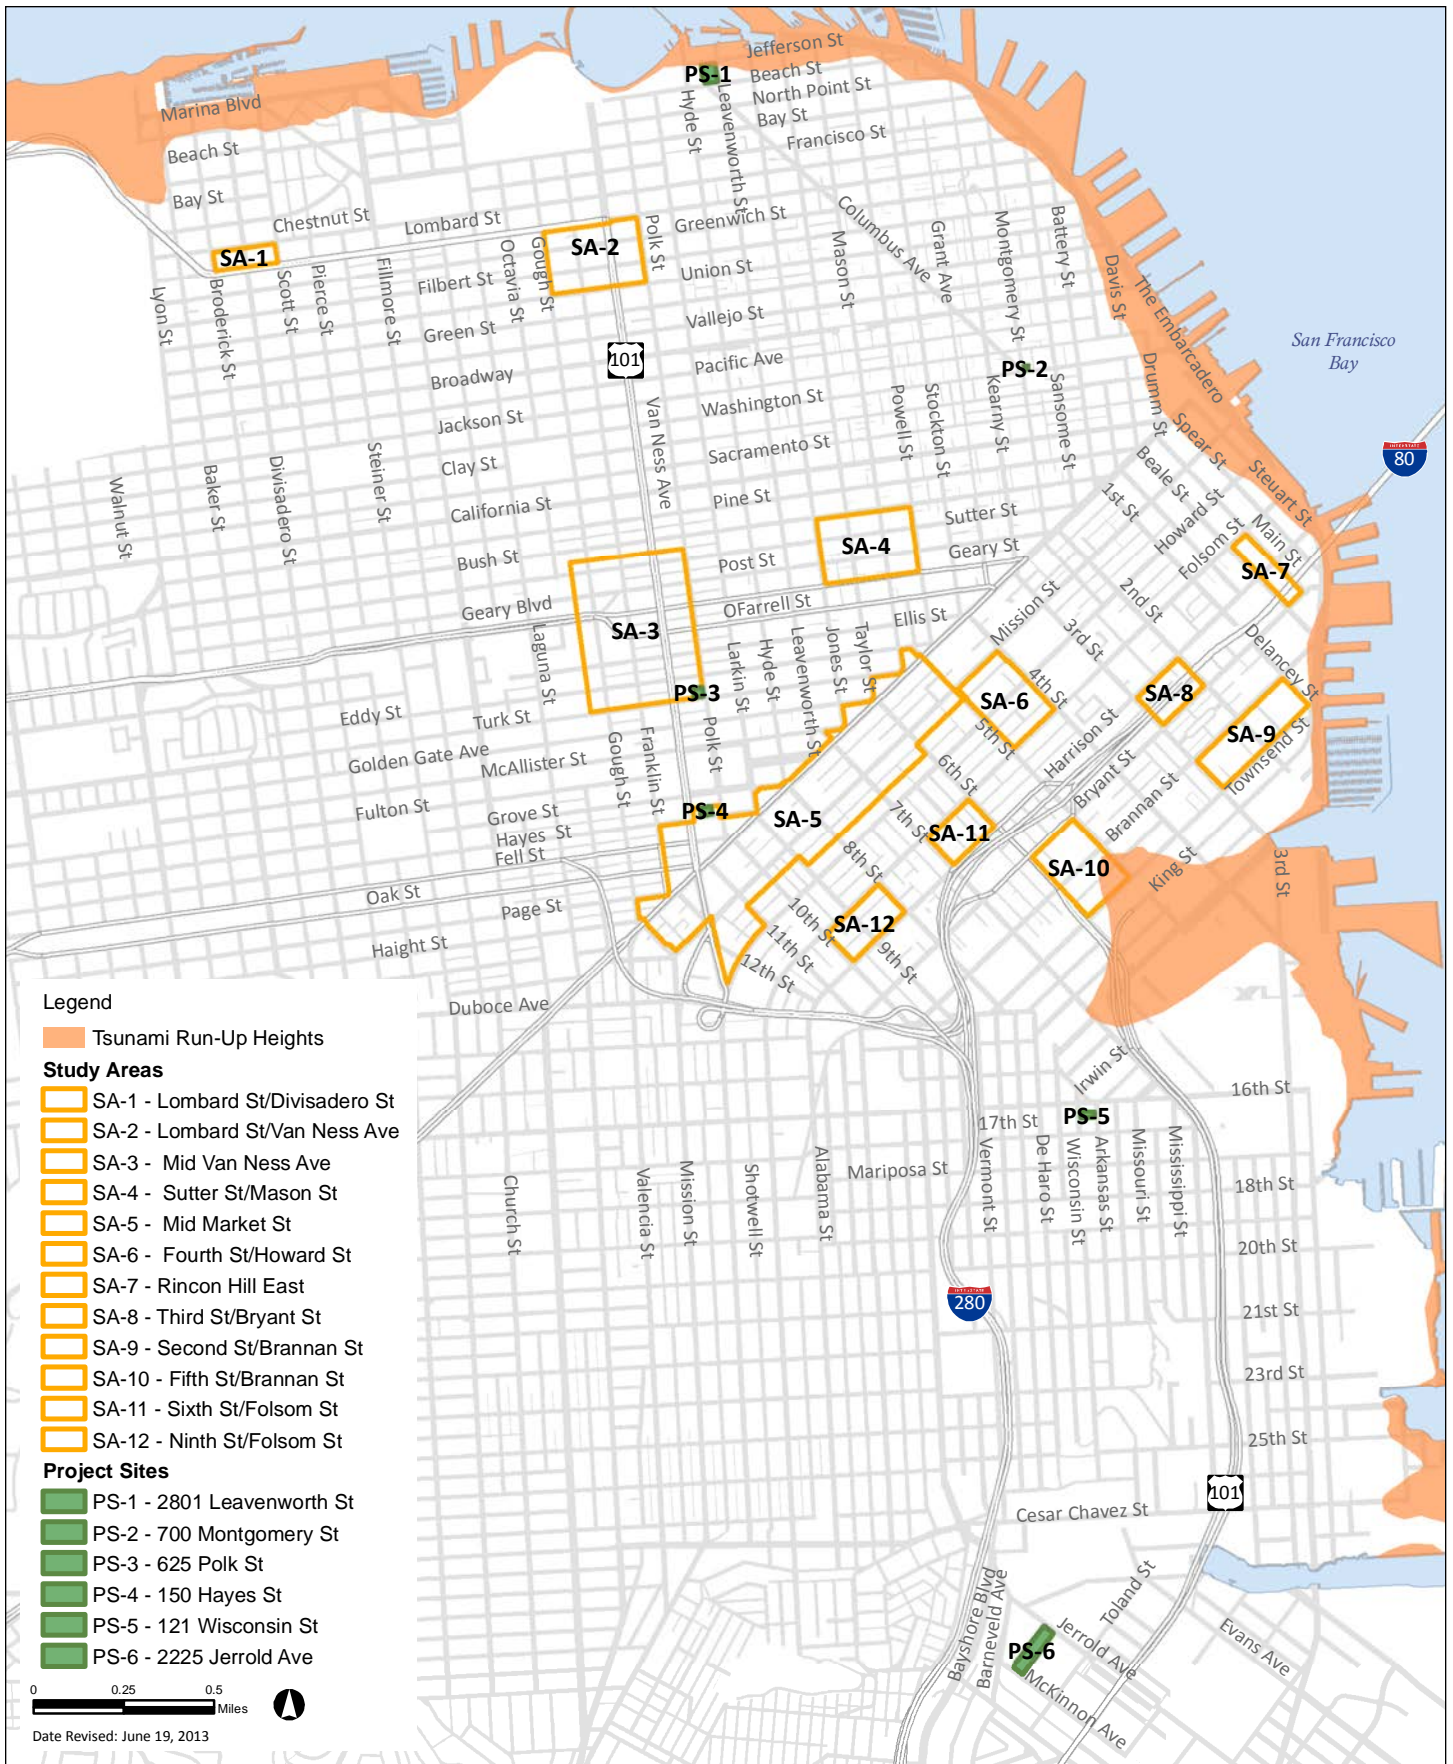 Jefferson St
PS-1
Beach St
North Point St
Bay St
Francisco St
Hyde St
Leavenworth St
Marina Blvd
Beach St
Bay St
Chestnut St
Lombard St
Greenwich St
Columbus Ave
Grant Ave
Montgomery St
Battery St
Davis St
The Embarcadero
SA-1
SA-2
Polk St
Mason St
Union St
Filbert St
Octavia St
Gough St
Lyon St
Broderick St
Scott St
Pierce St
Fillmore St
Green St
Vallejo St
San Francisco
Bay
101
Pacific Ave
PS-2
Broadway
Washington St
Jackson St
Van Ness Ave
Powell St
Stockton St
Kearny St
Sansome St
Drumm St
Spear St
Steuart St
80
Sacramento St
Clay St
Walnut St
Baker St
Divisadero St
Steiner St
Pine St
California St
Sutter St
1st St
Beale St
Howard St
Folsom St
Main St
SA-4
Geary St
Bush St
Post St
SA-7
Geary Blvd
OFarrell St
Ellis St
Mission St
2nd St
3rd St
Delancey St
SA-3
Laguna St
Larkin St
Hyde St
Leavenworth St
Jones St
Taylor St
4th St
SA-6
SA-8
PS-3
Eddy St
Turk St
Polk St
5th St
SA-9
Townsend St
Harrison St
Golden Gate Ave
McAllister St
Gough St
Franklin St
6th St
Bryant St
Brannan St
Fulton St
Grove St
PS-4
SA-5
7th St
SA-11
Hayes St
Fell St
8th St
SA-10
King St
3rd St
Oak St
Page St
10th St
SA-12
Haight St
11th St
9th St
12th St
Duboce Ave
Irwin St
16th St
PS-5
17th St
Church St
Valencia St
Mission St
Shotwell St
Alabama St
Mariposa St
Vermont St
De Haro St
Wisconsin St
Arkansas St
Missouri St
Mississippi St
18th St
20th St
280
21st St
23rd St
25th St
101
Cesar Chavez St
Bayshore Blvd
Barneveld Ave
Toland St
PS-6
Jerrold Ave
McKinnon Ave
Evans Ave
Legend
Tsunami Run-Up Heights
Study Areas
SA-1 - Lombard St/Divisadero St
SA-2 - Lombard St/Van Ness Ave
SA-3 - Mid Van Ness Ave
SA-4 - Sutter St/Mason St
SA-5 - Mid Market St
SA-6 - Fourth St/Howard St
SA-7 - Rincon Hill East
SA-8 - Third St/Bryant St
SA-9 - Second St/Brannan St
SA-10 - Fifth St/Brannan St
SA-11 - Sixth St/Folsom St
SA-12 - Ninth St/Folsom St
Project Sites
PS-1 - 2801 Leavenworth St
PS-2 - 700 Montgomery St
PS-3 - 625 Polk St
PS-4 - 150 Hayes St
PS-5 - 121 Wisconsin St
PS-6 - 2225 Jerrold Ave
0 0.25 0.5
Miles
Date Revised: June 19, 2013